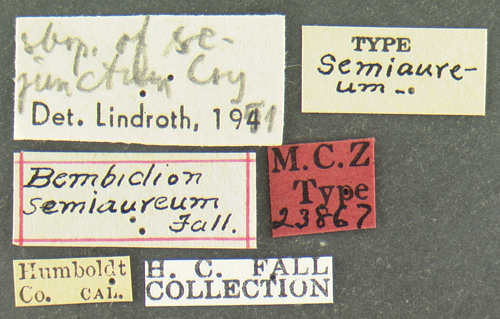 sbsp. of se-
junctum Csy
Det. Lindroth, 1951
TYPE
Semiaure-
um.
Bembidion
semiaureum
Fall.
M.C.Z
Type
23867
Humboldt
Co. CAL.
H. C. FALL
COLLECTION